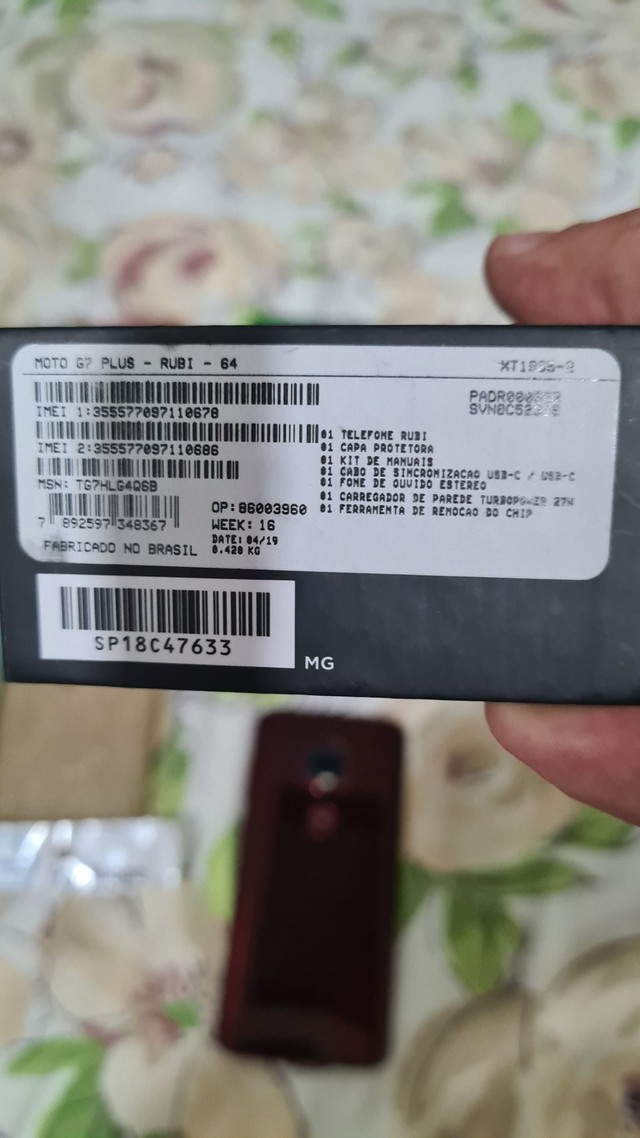 MOTO G7 PLUS - RUBI - 64
IMEI 1:355577097110678
IMEI 2:355577097110686
MSN: TG7HLG4Q6B
7 892597 348367
OP:86003960
WEEK: 16
DATE: 04/19
0.420 KG
FABRICADO NO BRASIL
01 TELEFONE RUBI
01 CAPA PROTETORA
01 KIT DE MANUAIS
01 CABO DE SINCRONIZACAO USB-C / USB-C
01 FONE DE OUVIDO ESTEREO
01 CARREGADOR DE PAREDE TURBOPOWER 27W
01 FERRAMENTA DE REMOCAO DO CHIP
SP18C47633
MG